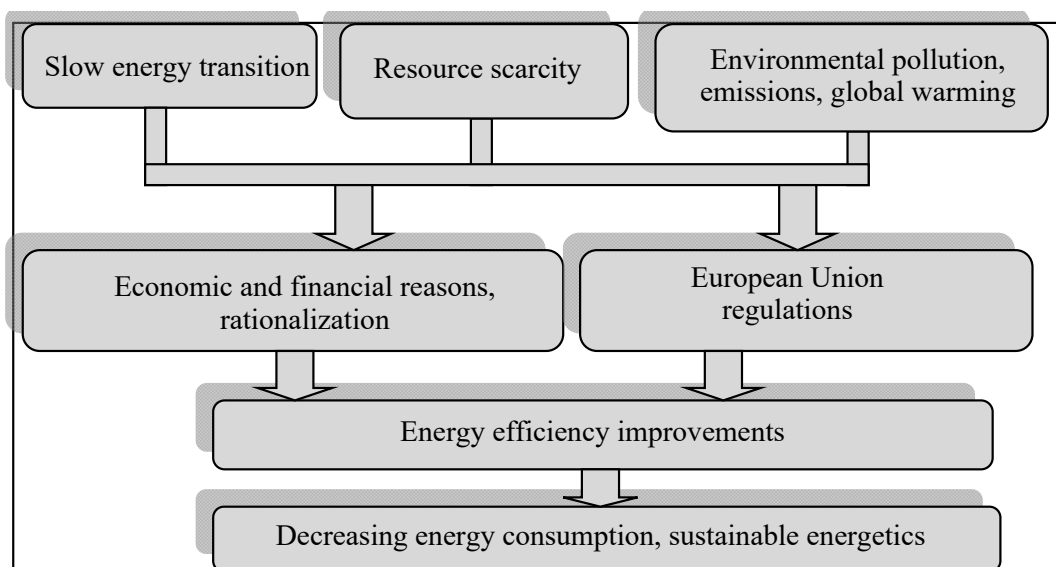 Slow energy transition
Resource scarcity
Environmental pollution,
emissions, global warming
Economic and financial reasons,
rationalization
European Union
regulations
Energy efficiency improvements
Decreasing energy consumption, sustainable energetics